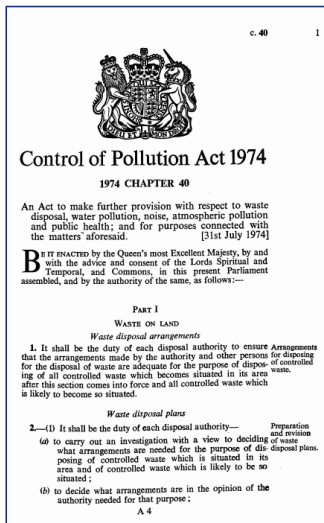 c. 40 1
DIEU ET MON DROIT
Control of Pollution Act 1974
1974 CHAPTER 40
An Act to make further provision with respect to waste
disposal, water pollution, noise, atmospheric pollution
and public health; and for purposes connected with
the matters aforesaid. [31st July 1974]
BE IT ENACTED by the Queen's most Excellent Majesty, by and
with the advice and consent of the Lords Spiritual and
Temporal, and Commons, in this present Parliament
assembled, and by the authority of the same, as follows:—
PART I
WASTE ON LAND
Waste disposal arrangements
1. It shall be the duty of each disposal authority to ensure
that the arrangements made by the authority and other persons
for the disposal of waste are adequate for the purpose of dispos-
ing of all controlled waste which becomes situated in its area
after this section comes into force and all controlled waste which
is likely to become so situated.
Arrangements
for disposing
of controlled
waste.
Waste disposal plans
2.—(1) It shall be the duty of each disposal authority—
(a) to carry out an investigation with a view to deciding
what arrangements are needed for the purpose of dis-
posing of controlled waste which is situated in its
area and of controlled waste which is likely to be so
situated;
(b) to decide what arrangements are in the opinion of the
authority needed for that purpose;
Preparation
and revision
of waste
disposal plans.
A 4